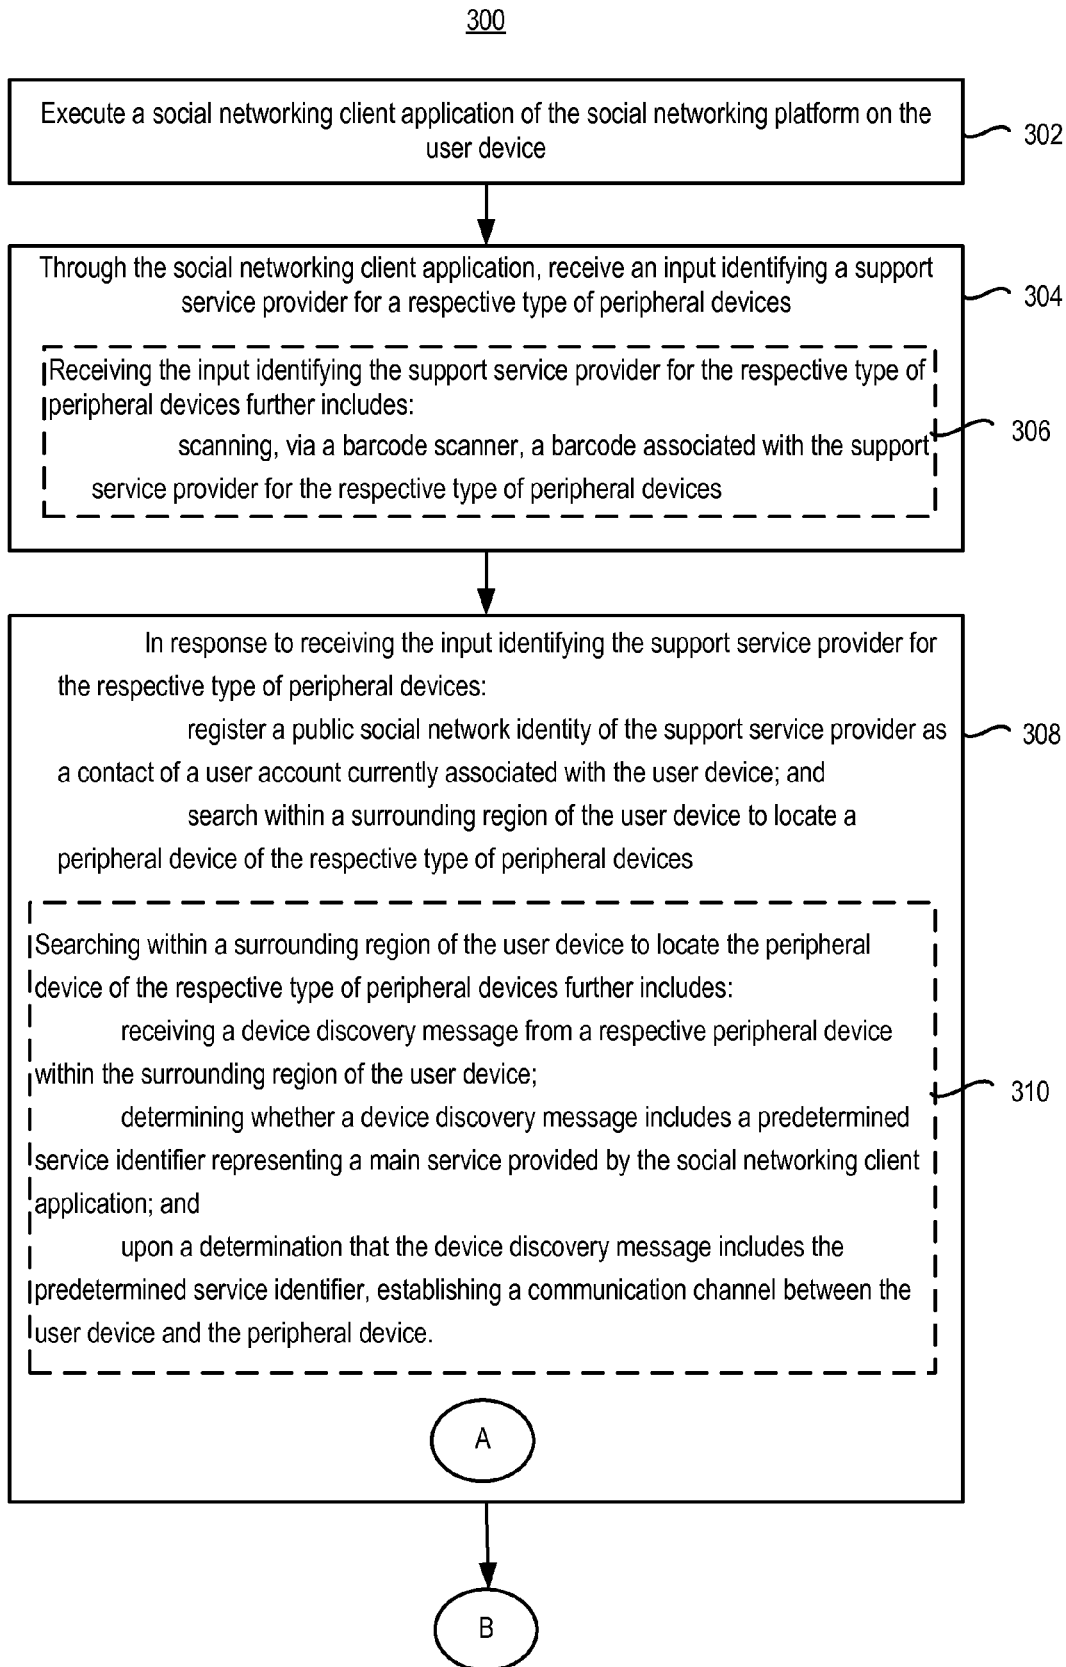 300
Execute a social networking client application of the social networking platform on the
user device
302
Through the social networking client application, receive an input identifying a support
service provider for a respective type of peripheral devices
304
Receiving the input identifying the support service provider for the respective type of
peripheral devices further includes:
scanning, via a barcode scanner, a barcode associated with the support
service provider for the respective type of peripheral devices
306
In response to receiving the input identifying the support service provider for
the respective type of peripheral devices:
register a public social network identity of the support service provider as
a contact of a user account currently associated with the user device; and
search within a surrounding region of the user device to locate a
peripheral device of the respective type of peripheral devices
308
Searching within a surrounding region of the user device to locate the peripheral
device of the respective type of peripheral devices further includes:
receiving a device discovery message from a respective peripheral device
within the surrounding region of the user device;
determining whether a device discovery message includes a predetermined
service identifier representing a main service provided by the social networking client
application; and
upon a determination that the device discovery message includes the
predetermined service identifier, establishing a communication channel between the
user device and the peripheral device.
310
A
B